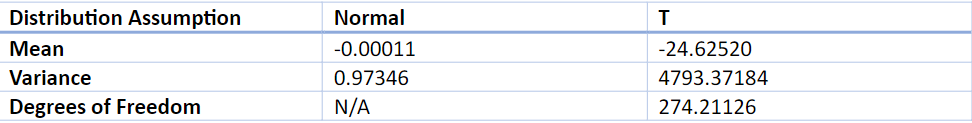 Distribution Assumption Normal T
Mean -0.00011 -24.62520
Variance 0.97346 4793.37184
Degrees of Freedom N/A 274.21126